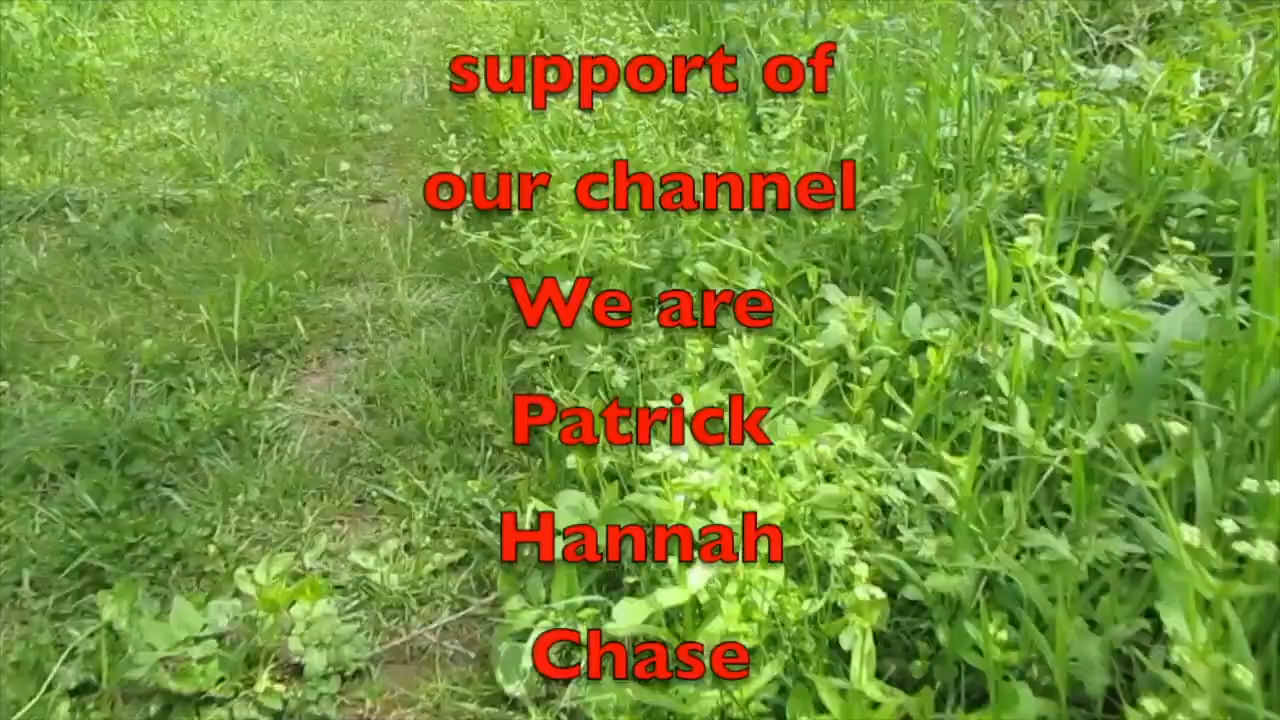 support of
our channel
We are
Patrick
Hannah
Chase